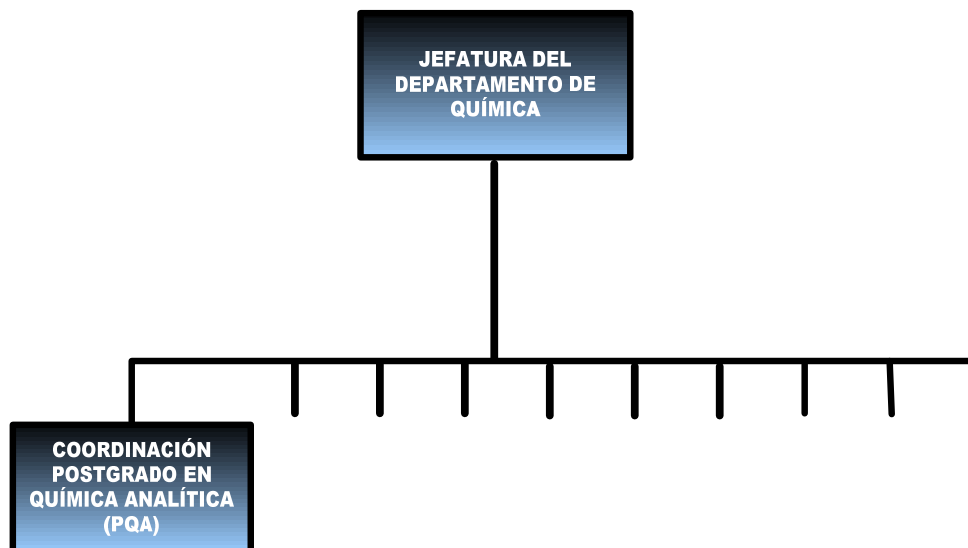 JEFATURA DEL
DEPARTAMENTO DE
QUÍMICA
COORDINACIÓN
POSTGRADO EN
QUÍMICA ANALÍTICA
(PQA)